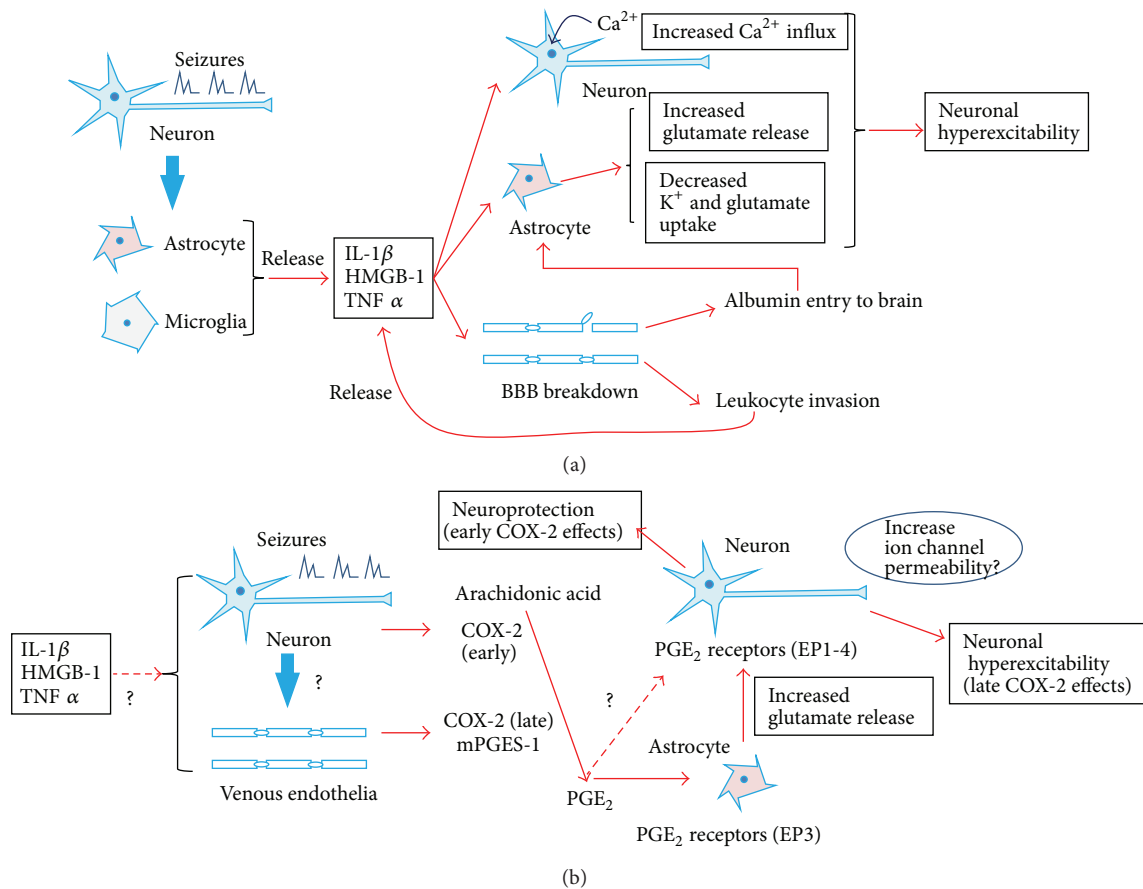 Seizures
Neuron
Astrocyte
Microglia
Release
IL-1β
HMGB-1
TNF α
Ca²⁺
Increased Ca²⁺ influx
Neuron
Increased
glutamate release
Decreased
K⁺ and glutamate
uptake
Astrocyte
Neuronal
hyperexcitability
Albumin entry to brain
BBB breakdown
Leukocyte invasion
Release
(a)
IL-1β
HMGB-1
TNF α
?
Seizures
Neuron
?
Venous endothelia
Neuroprotection
(early COX-2 effects)
Arachidonic acid
COX-2
(early)
COX-2 (late)
mPGES-1
PGE₂
?
Neuron
Increase
ion channel
permeability?
PGE₂ receptors (EP1-4)
Neuronal
hyperexcitability
(late COX-2 effects)
Increased
glutamate release
Astrocyte
PGE₂ receptors (EP3)
(b)